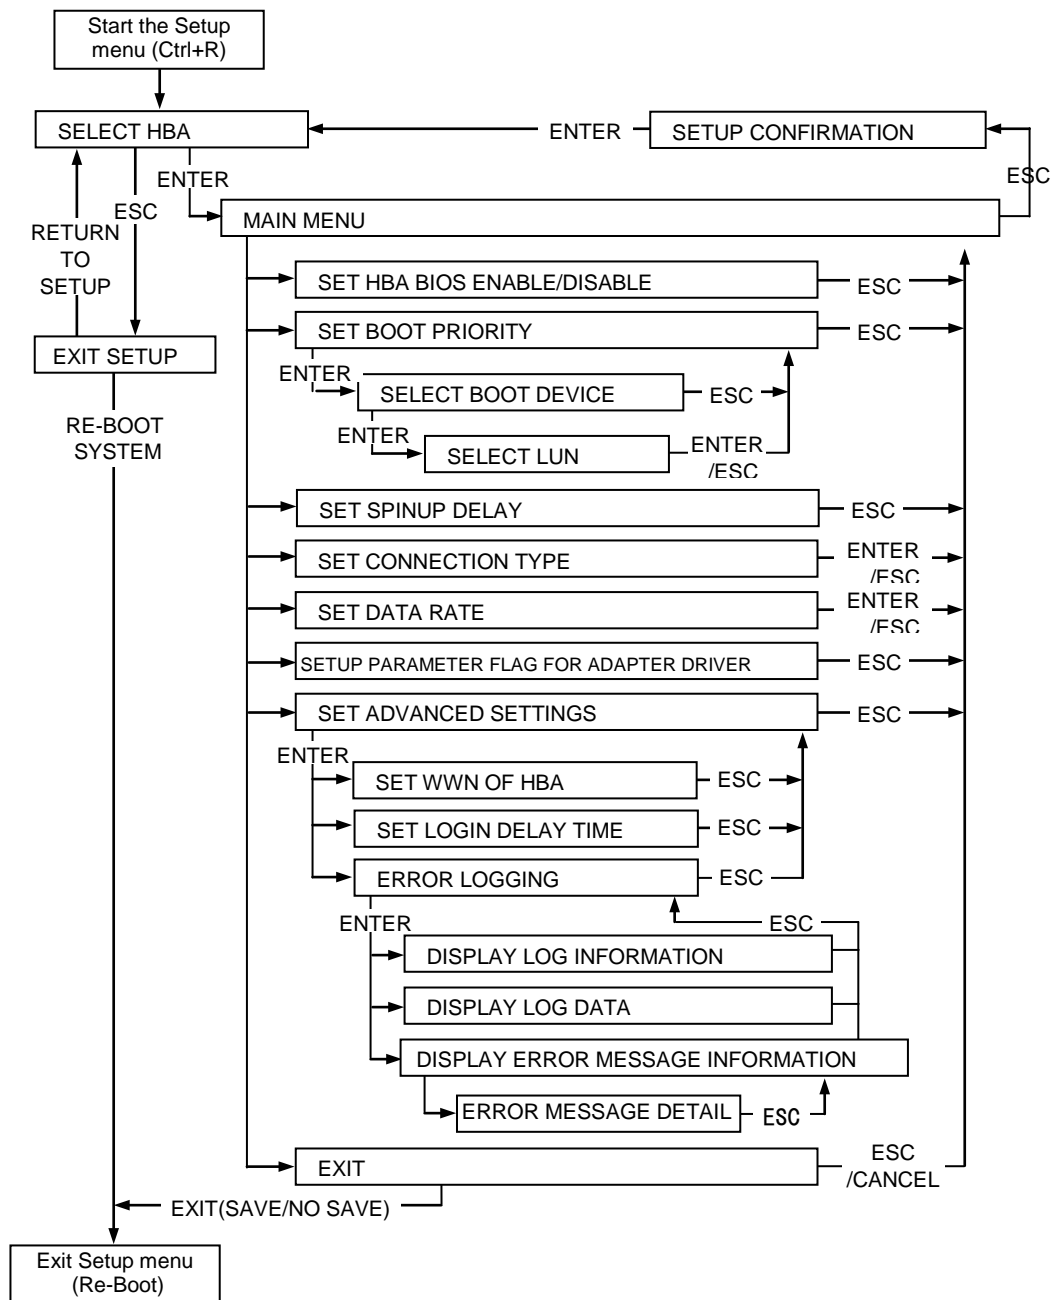 Start the Setup
menu (Ctrl+R)
SELECT HBA
ENTER
SETUP CONFIRMATION
ENTER
ESC
ESC
MAIN MENU
RETURN
TO
SETUP
SET HBA BIOS ENABLE/DISABLE
ESC
SET BOOT PRIORITY
ESC
EXIT SETUP
ENTER
SELECT BOOT DEVICE
ESC
RE-BOOT
SYSTEM
ENTER
SELECT LUN
ENTER
/ESC
SET SPINUP DELAY
ESC
SET CONNECTION TYPE
ENTER
/ESC
SET DATA RATE
ENTER
/ESC
SETUP PARAMETER FLAG FOR ADAPTER DRIVER
ESC
SET ADVANCED SETTINGS
ESC
ENTER
SET WWN OF HBA
ESC
SET LOGIN DELAY TIME
ESC
ERROR LOGGING
ESC
ENTER
ESC
DISPLAY LOG INFORMATION
DISPLAY LOG DATA
DISPLAY ERROR MESSAGE INFORMATION
ERROR MESSAGE DETAIL
ESC
EXIT
ESC
/CANCEL
EXIT(SAVE/NO SAVE)
Exit Setup menu
(Re-Boot)